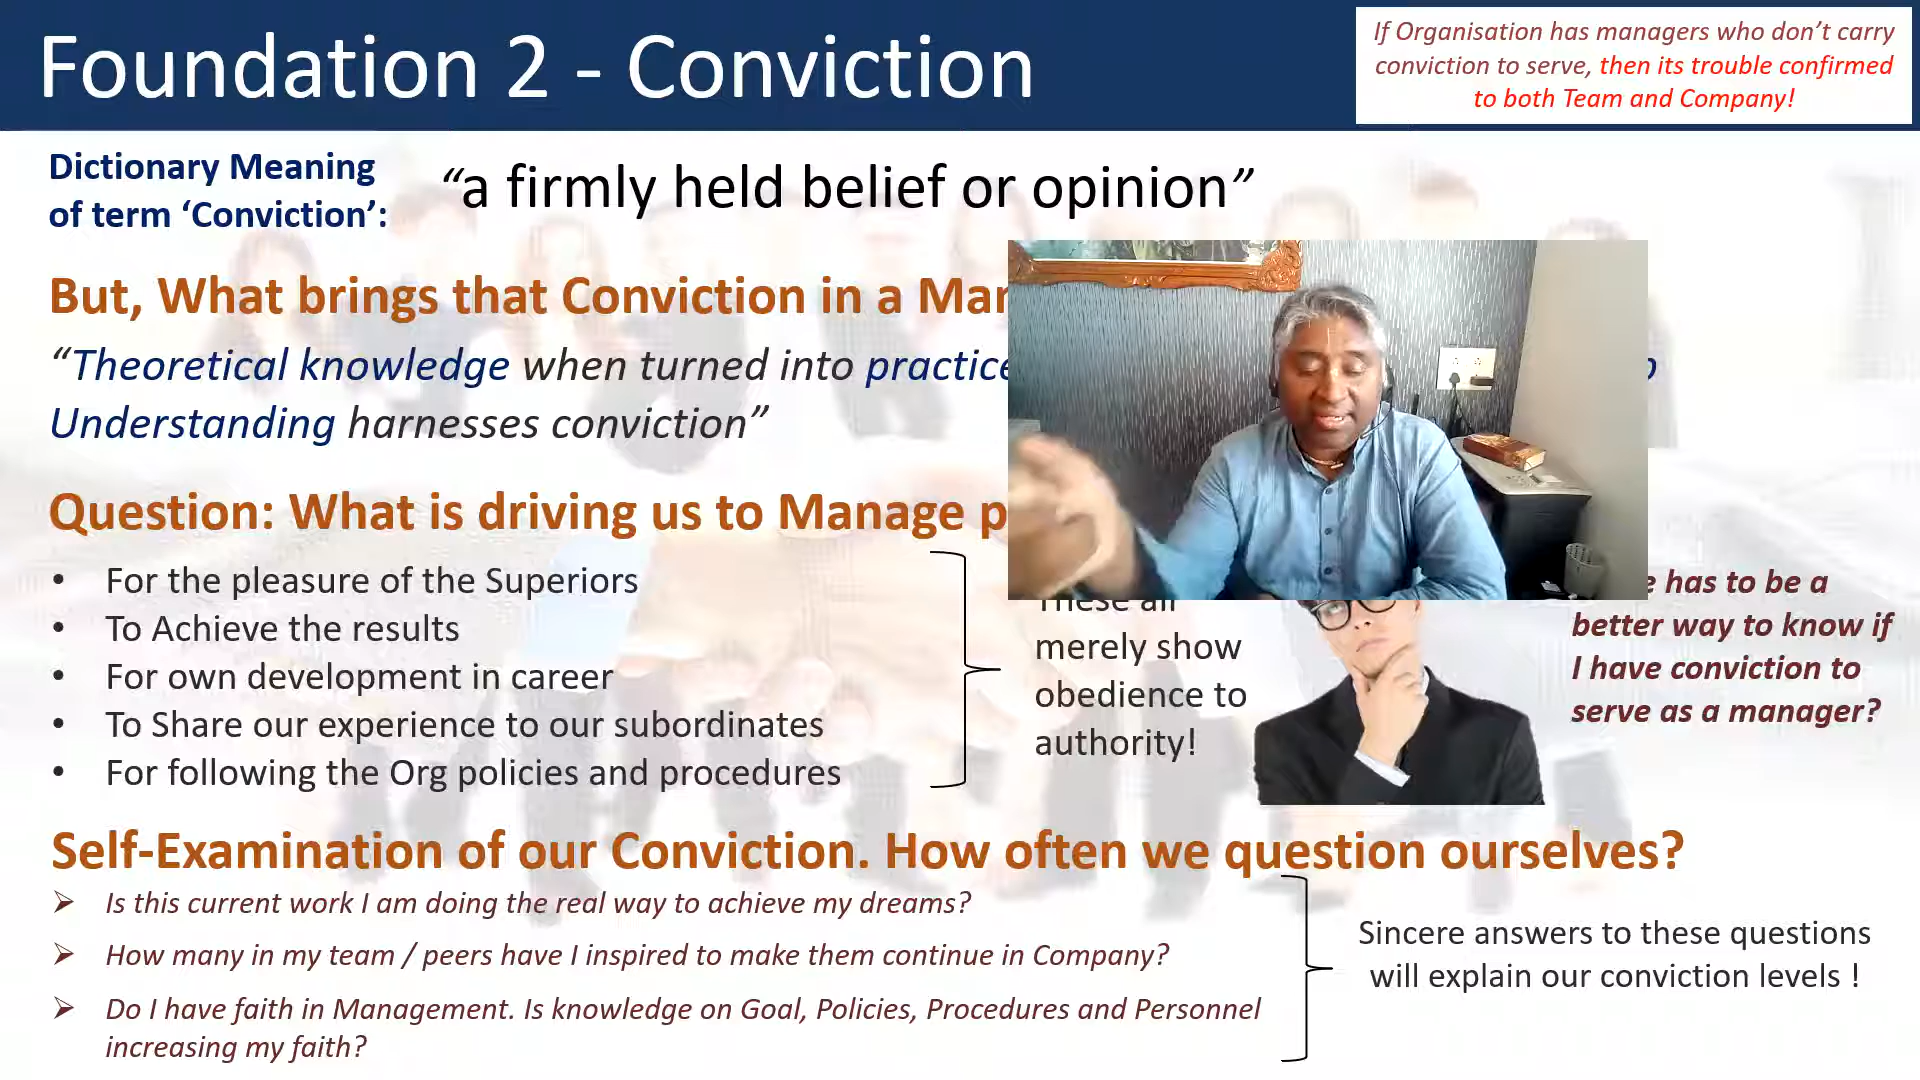 Foundation 2 - Conviction
If Organisation has managers who don’t carry
conviction to serve, then its trouble confirmed
to both Team and Company!
Dictionary Meaning
of term ‘Conviction’:
“a firmly held belief or opinion”
But, What brings that Conviction in a
“Theoretical knowledge when turned into
Understanding harnesses conviction”
Question: What is driving us to Manage
• For the pleasure of the Superiors
• To Achieve the results
• For own development in career
• To Share our experience to our subordinates
• For following the Org policies and procedures
These all
merely show
obedience to
authority!
has to be a
better way to know if
I have conviction to
serve as a manager?
Self-Examination of our Conviction. How often we question ourselves?
➢ Is this current work I am doing the real way to achieve my dreams?
➢ How many in my team / peers have I inspired to make them continue in Company?
➢ Do I have faith in Management. Is knowledge on Goal, Policies, Procedures and Personnel
increasing my faith?
Sincere answers to these questions
will explain our conviction levels !